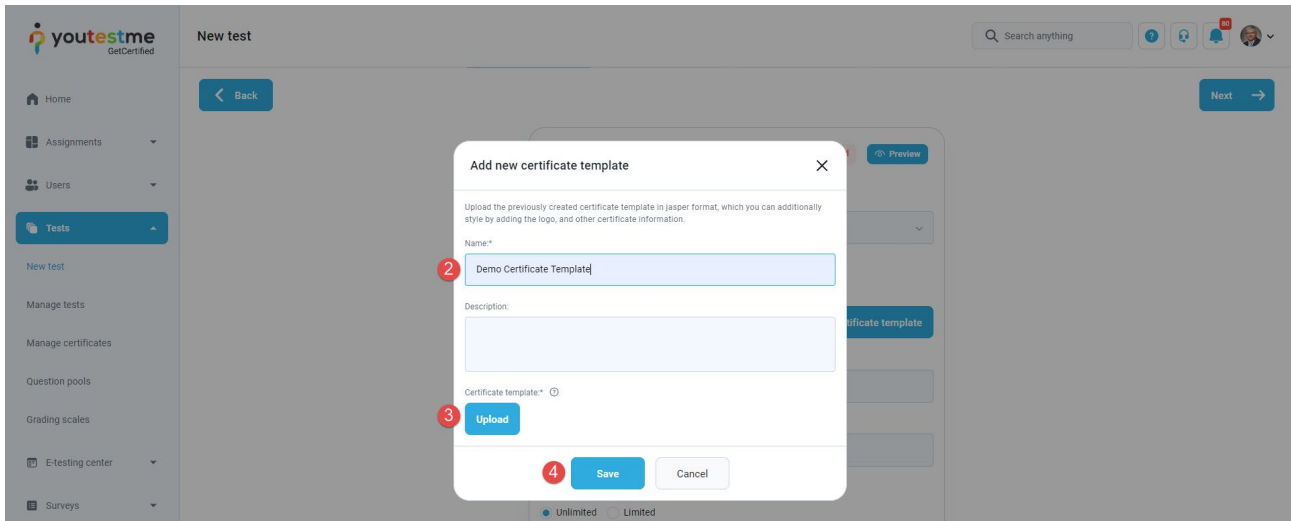 youtestme
GetCertified
New test
Search anything
80
Home
Assignments
Users
Tests
New test
Manage tests
Manage certificates
Question pools
Grading scales
E-testing center
Surveys
Back
Next
Preview
Add new certificate template
Upload the previously created certificate template in jasper format, which you can additionally
style by adding the logo, and other certificate information.
Name:*
2
Demo Certificate Template
Description:
tificate template
Certificate template:*
3
Upload
4
Save
Cancel
Unlimited
Limited